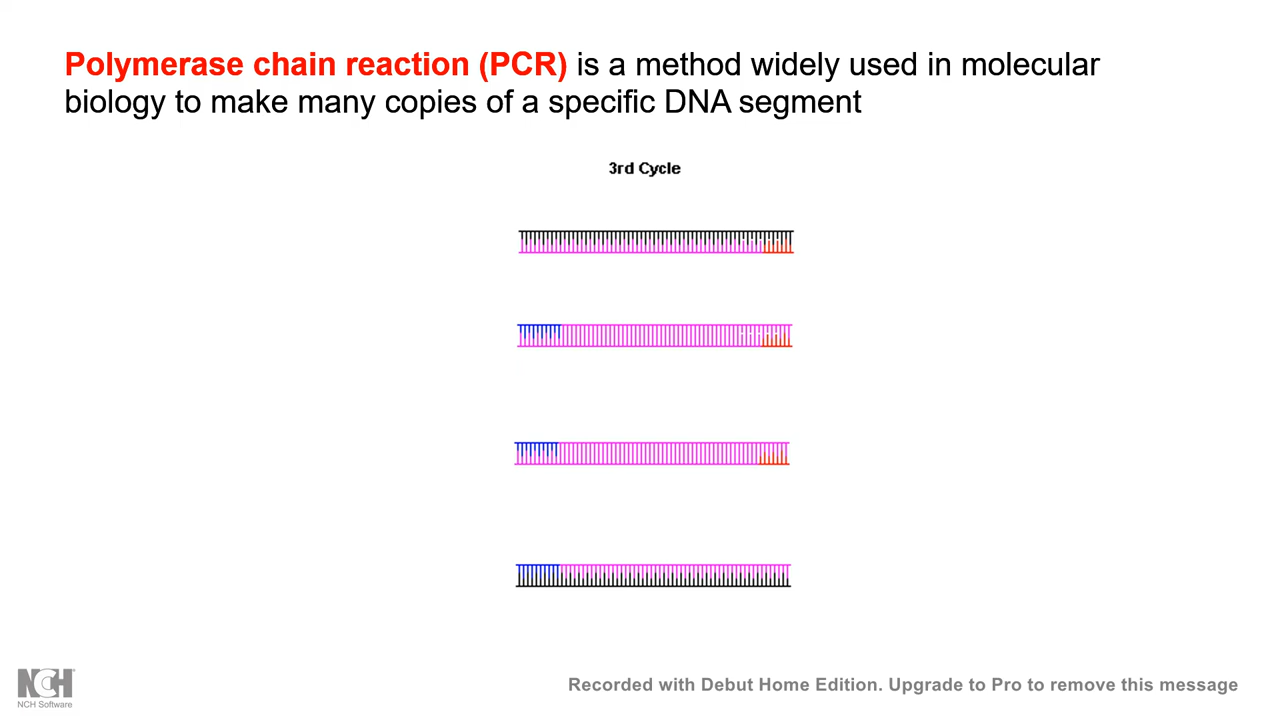 Polymerase chain reaction (PCR) is a method widely used in molecular
biology to make many copies of a specific DNA segment
3rd Cycle
NCH
NCH Software
Recorded with Debut Home Edition. Upgrade to Pro to remove this message